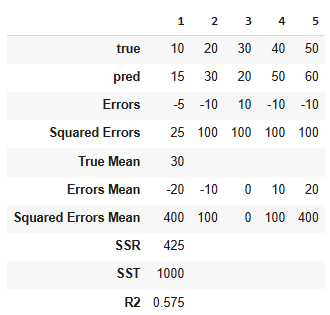 1 2 3 4 5
true 10 20 30 40 50
pred 15 30 20 50 60
Errors -5 -10 10 -10 -10
Squared Errors 25 100 100 100 100
True Mean 30
Errors Mean -20 -10 0 10 20
Squared Errors Mean 400 100 0 100 400
SSR 425
SST 1000
R2 0.575